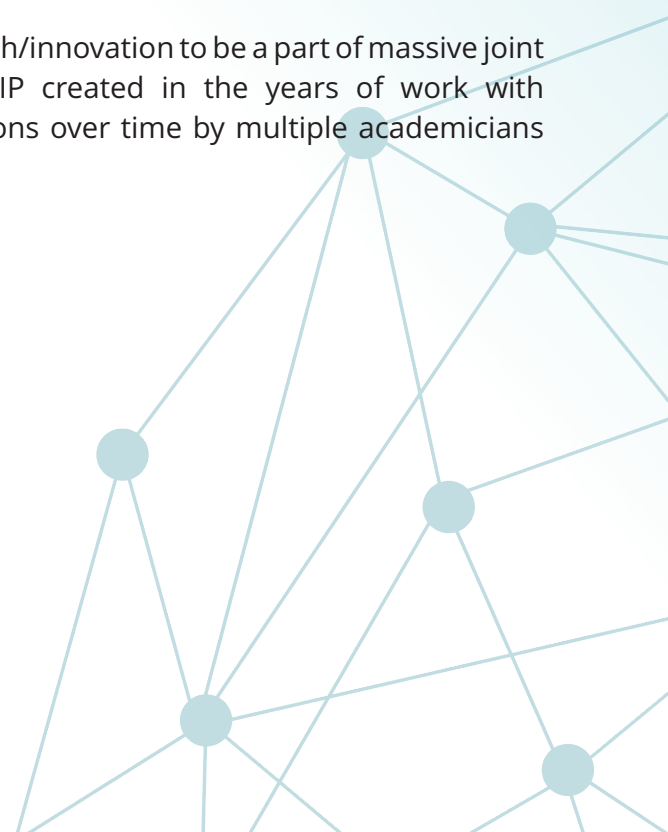 h/innovation to be a part of massive joint
IP created in the years of work with
ons over time by multiple academicians